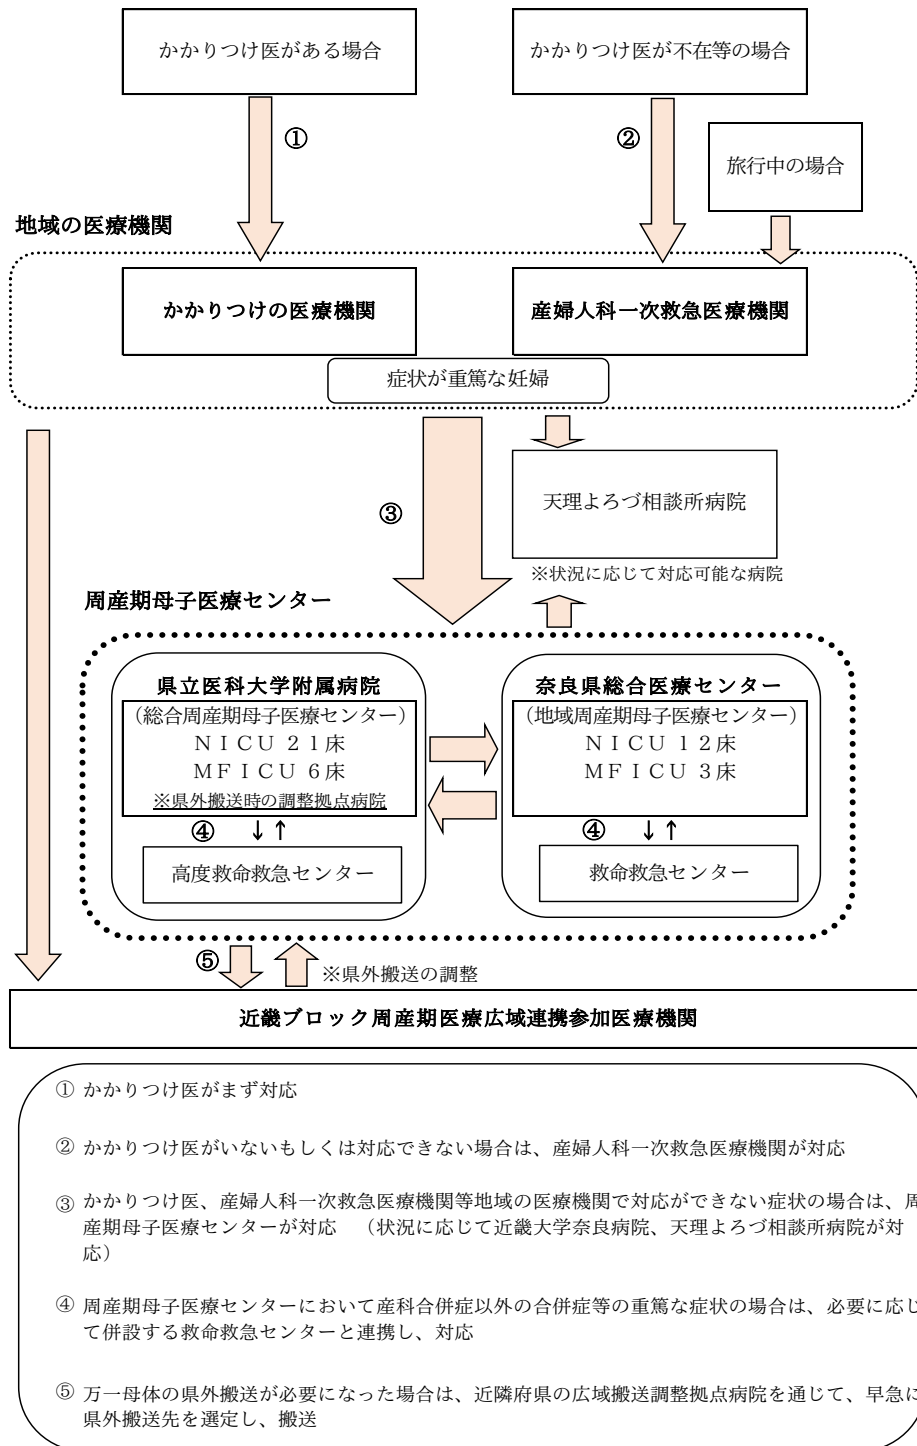 かかりつけ医がある場合
かかりつけ医が不在等の場合
①
②
旅行中の場合
地域の医療機関
かかりつけの医療機関
産婦人科一次救急医療機関
症状が重篤な妊婦
③
天理よろづ相談所病院
※状況に応じて対応可能な病院
周産期母子医療センター
県立医科大学附属病院
（総合周産期母子医療センター）
ＮＩＣＵ ２１床
ＭＦＩＣＵ ６床
※県外搬送時の調整拠点病院
④ ↓↑
高度救命救急センター
奈良県総合医療センター
（地域周産期母子医療センター）
ＮＩＣＵ １２床
ＭＦＩＣＵ ３床
④ ↓↑
救命救急センター
⑤
※県外搬送の調整
近畿ブロック周産期医療広域連携参加医療機関
① かかりつけ医がまず対応
② かかりつけ医がいないもしくは対応できない場合は、産婦人科一次救急医療機関が対応
③ かかりつけ医、産婦人科一次救急医療機関等地域の医療機関で対応ができない症状の場合は、周
産期母子医療センターが対応　（状況に応じて近畿大学奈良病院、天理よろづ相談所病院が対
応）
④ 周産期母子医療センターにおいて産科合併症以外の合併症等の重篤な症状の場合は、必要に応じ
て併設する救命救急センターと連携し、対応
⑤ 万一母体の県外搬送が必要になった場合は、近隣府県の広域搬送調整拠点病院を通じて、早急に
県外搬送先を選定し、搬送